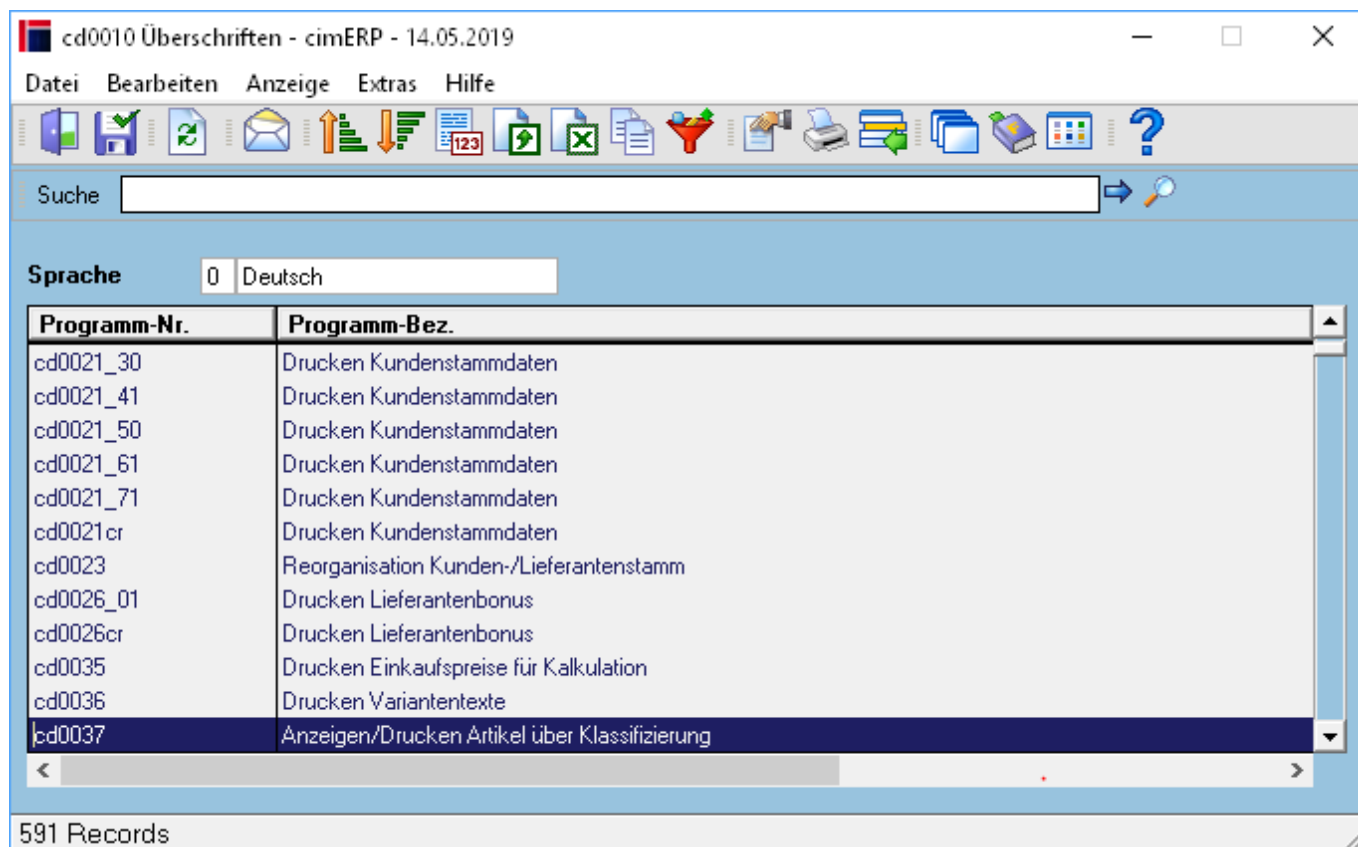 cd0010 Überschriften - cimERP - 14.05.2019
Datei Bearbeiten Anzeige Extras Hilfe
123
Suche
Sprache 0 Deutsch
Programm-Nr. Programm-Bez.
cd0021_30 Drucken Kundenstammdaten
cd0021_41 Drucken Kundenstammdaten
cd0021_50 Drucken Kundenstammdaten
cd0021_61 Drucken Kundenstammdaten
cd0021_71 Drucken Kundenstammdaten
cd0021cr Drucken Kundenstammdaten
cd0023 Reorganisation Kunden-/Lieferantenstamm
cd0026_01 Drucken Lieferantenbonus
cd0026cr Drucken Lieferantenbonus
cd0035 Drucken Einkaufspreise für Kalkulation
cd0036 Drucken Variantentexte
cd0037 Anzeigen/Drucken Artikel über Klassifizierung
591 Records